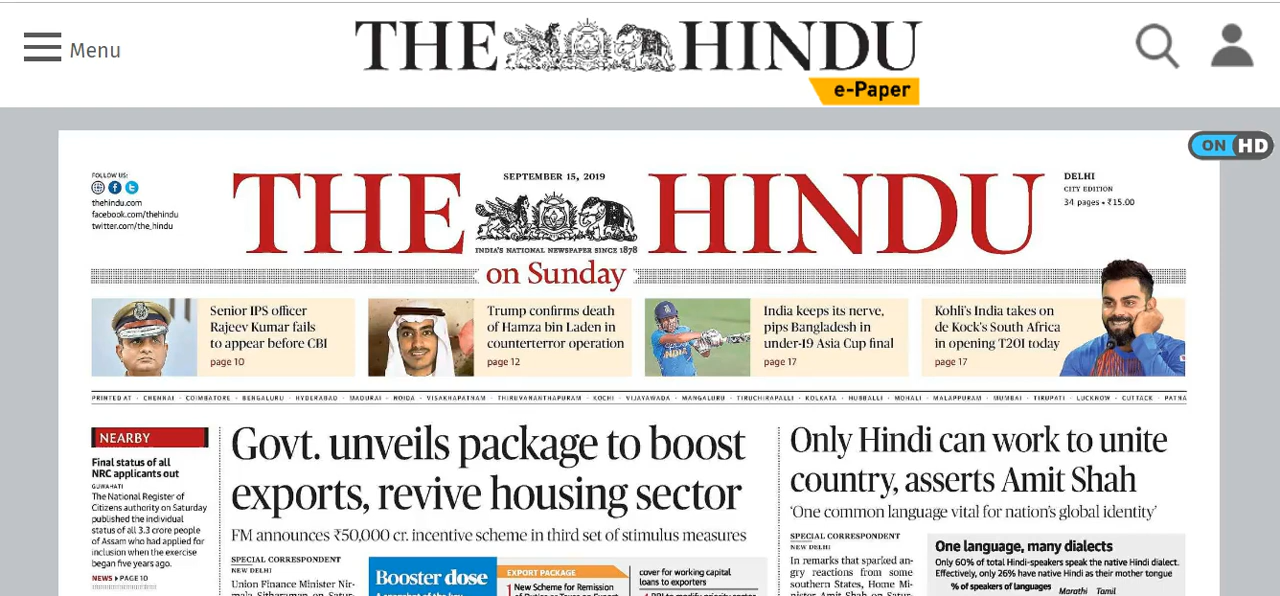 Menu
THE HINDU
e-Paper
ON HD
FOLLOW US:
thehindu.com
facebook.com/thehindu
twitter.com/the_hindu
SEPTEMBER 15, 2019
THE HINDU
INDIA'S NATIONAL NEWSPAPER SINCE 1878
on Sunday
DELHI
CITY EDITION
34 pages • ₹15.00
Senior IPS officer
Rajeev Kumar fails
to appear before CBI
page 10
Trump confirms death
of Hamza bin Laden in
counterterror operation
page 12
INDIA
India keeps its nerve,
pips Bangladesh in
under-19 Asia Cup final
page 17
Kohli's India takes on
de Kock's South Africa
in opening T20I today
page 17
PRINTED AT · CHENNAI · COIMBATORE · BENGALURU · HYDERABAD · MADURAI · NOIDA · VISAKHAPATNAM · THIRUVANANTHAPURAM · KOCHI · VIJAYAWADA · MANGALURU · TIRUCHIRAPALLI · KOLKATA · HUBBALLI · MOHALI · MALAPPURAM · MUMBAI · TIRUPATI · LUCKNOW · CUTTACK · PATNA
NEARBY
Final status of all
NRC applicants out
GUWAHATI
The National Register of
Citizens authority on Saturday
published the individual
status of all 3.3 crore people
of Assam who had applied for
inclusion when the exercise
began five years ago.
NEWS ▸ PAGE 10
Govt. unveils package to boost
exports, revive housing sector
FM announces ₹50,000 cr. incentive scheme in third set of stimulus measures
SPECIAL CORRESPONDENT
NEW DELHI
Union Finance Minister Nir-
Booster dose
EXPORT PACKAGE
1 New Scheme for Remission
cover for working capital
loans to exporters
Only Hindi can work to unite
country, asserts Amit Shah
'One common language vital for nation's global identity'
SPECIAL CORRESPONDENT
NEW DELHI
In remarks that sparked an-
gry reactions from some
southern States, Home Mi-
One language, many dialects
Only 60% of total Hindi-speakers speak the native Hindi dialect.
Effectively, only 26% have native Hindi as their mother tongue
% of speakers of languages
Marathi Tamil